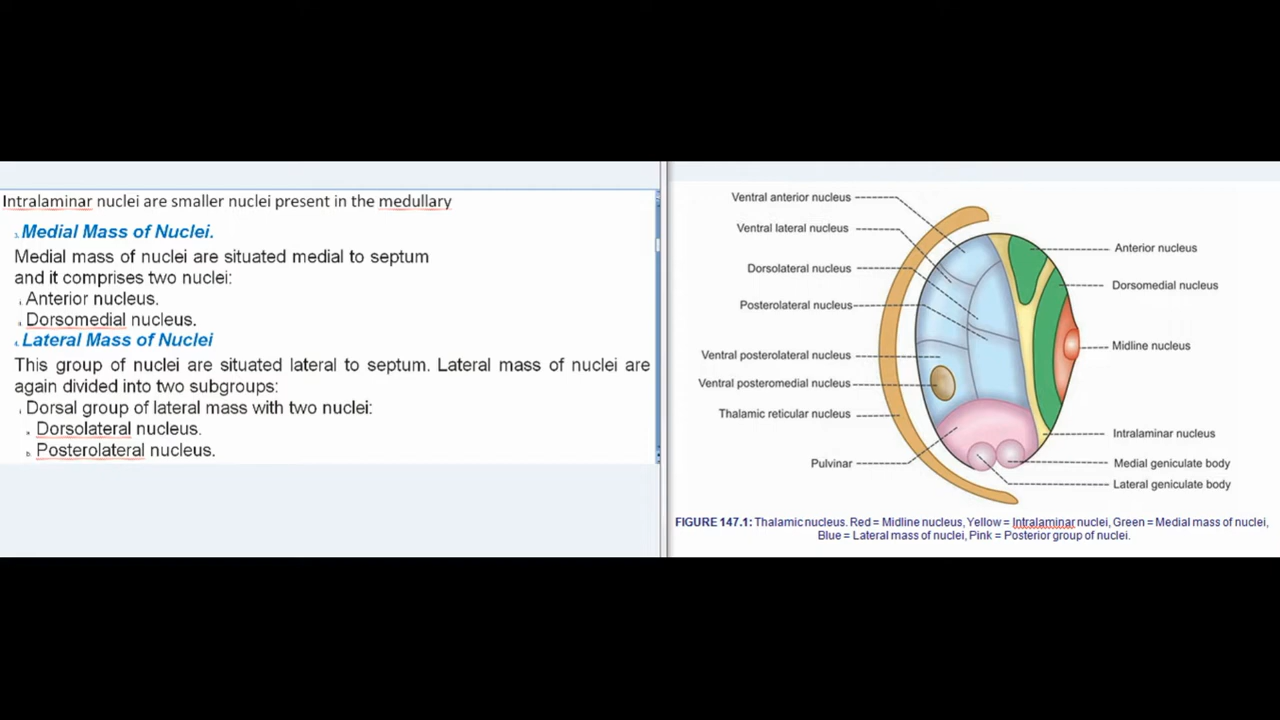 Intralaminar nuclei are smaller nuclei present in the medullary
3. Medial Mass of Nuclei.
Medial mass of nuclei are situated medial to septum
and it comprises two nuclei:
i. Anterior nucleus.
ii. Dorsomedial nucleus.
4. Lateral Mass of Nuclei
This group of nuclei are situated lateral to septum. Lateral mass of nuclei are
again divided into two subgroups:
i. Dorsal group of lateral mass with two nuclei:
a. Dorsolateral nucleus.
b. Posterolateral nucleus.
Ventral anterior nucleus
Ventral lateral nucleus
Dorsolateral nucleus
Posterolateral nucleus
Ventral posterolateral nucleus
Ventral posteromedial nucleus
Thalamic reticular nucleus
Pulvinar
Anterior nucleus
Dorsomedial nucleus
Midline nucleus
Intralaminar nucleus
Medial geniculate body
Lateral geniculate body
FIGURE 147.1: Thalamic nucleus. Red = Midline nucleus, Yellow = Intralaminar nuclei, Green = Medial mass of nuclei,
Blue = Lateral mass of nuclei, Pink = Posterior group of nuclei.